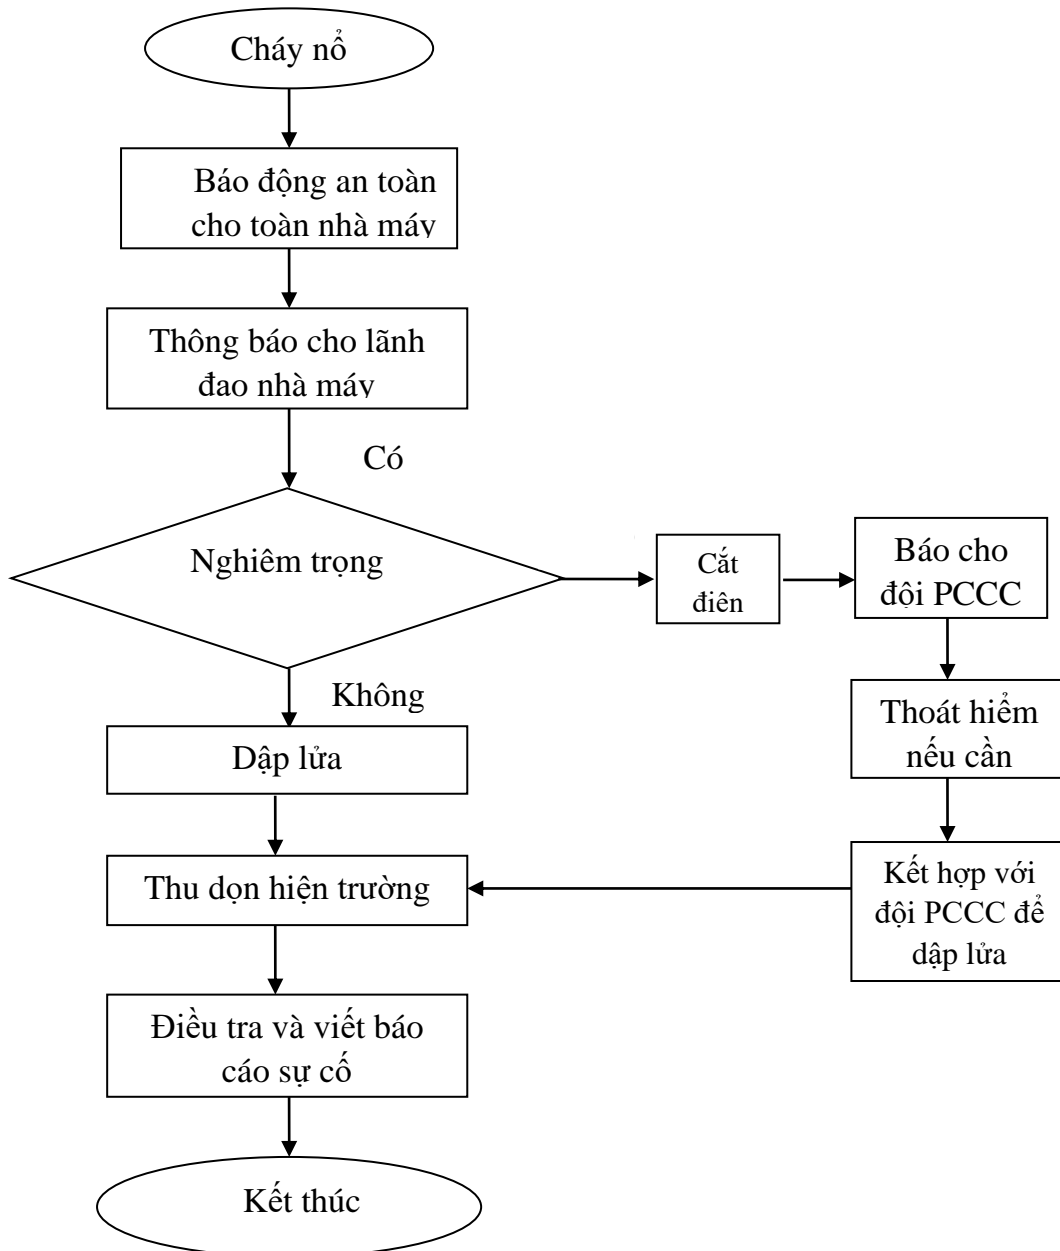 Cháy nổ
Báo động an toàn
cho toàn nhà máy
Thông báo cho lãnh
đạo nhà máy
Có
Nghiêm trọng
Cắt
điện
Báo cho
đội PCCC
Không
Thoát hiểm
nếu cần
Dập lửa
Thu dọn hiện trường
Kết hợp với
đội PCCC để
dập lửa
Điều tra và viết báo
cáo sự cố
Kết thúc